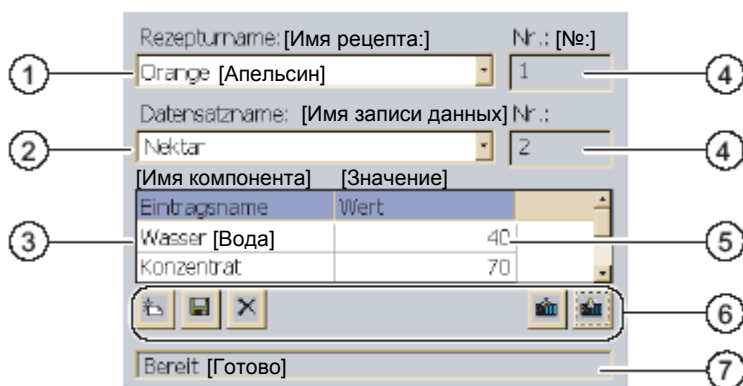 Rezepturname: [Имя рецепта:] Nr.: [№:]
1 Orange [Апельсин] 1 4
Datensatzname: [Имя записи данных] Nr.:
2 Nektar 2 4
[Имя компонента] [Значение]
Eintragsname Wert
3 Wasser [Вода] 40 5
Konzentrat 70
6
Bereit [Готово] 7